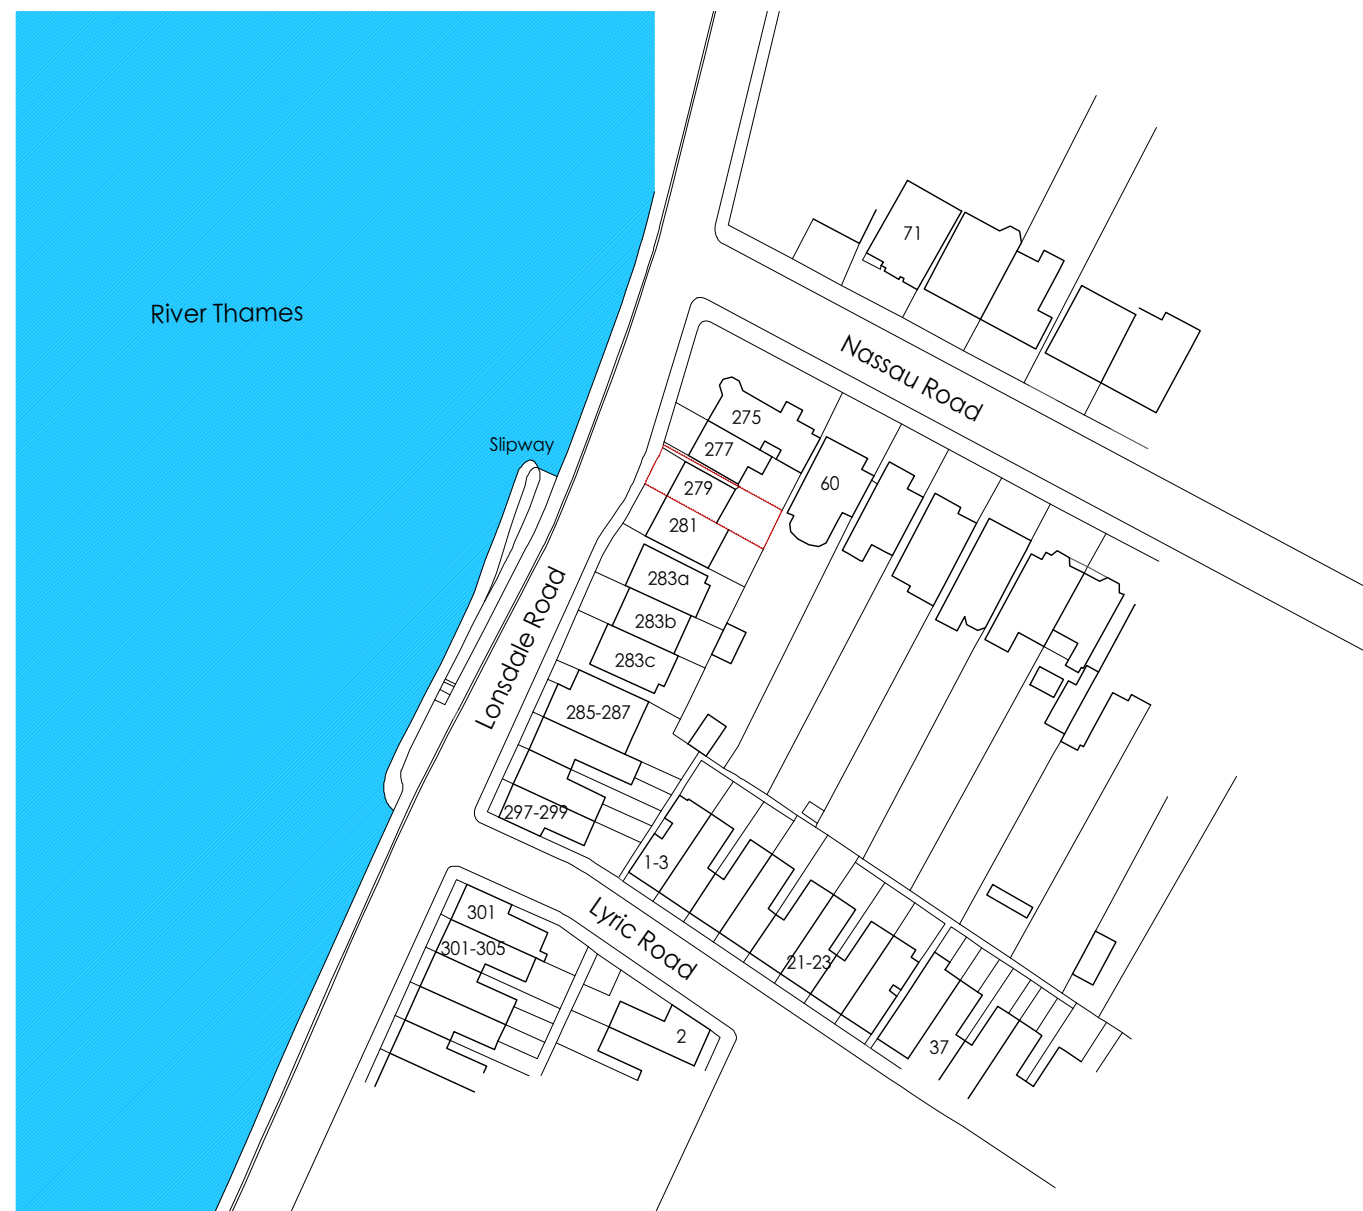 71
River Thames
Nassau Road
275
Slipway
277
60
279
281
283a
283b
Lonsdale Road
283c
285-287
297-299
1-3
301
Lyric Road
301-305
21-23
2
37